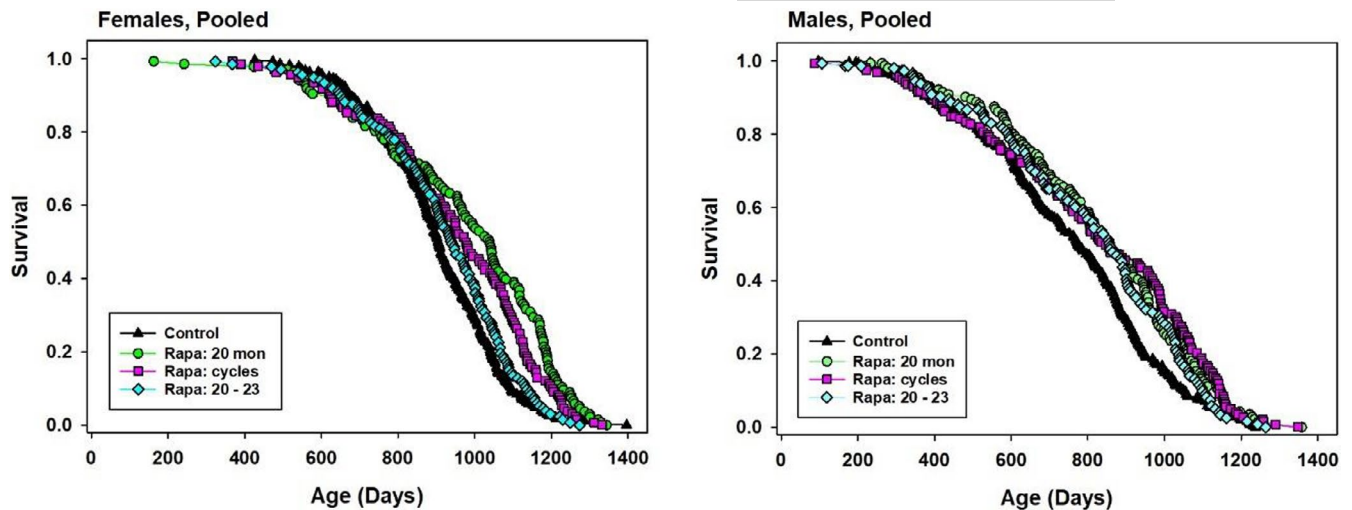 Females, Pooled
1.0
0.8
0.6
0.4
0.2
0.0
Survival
Control
Rapa: 20 mon
Rapa: cycles
Rapa: 20 - 23
0 200 400 600 800 1000 1200 1400
Age (Days)
Males, Pooled
1.0
0.8
0.6
0.4
0.2
0.0
Survival
Control
Rapa: 20 mon
Rapa: cycles
Rapa: 20 - 23
0 200 400 600 800 1000 1200 1400
Age (Days)